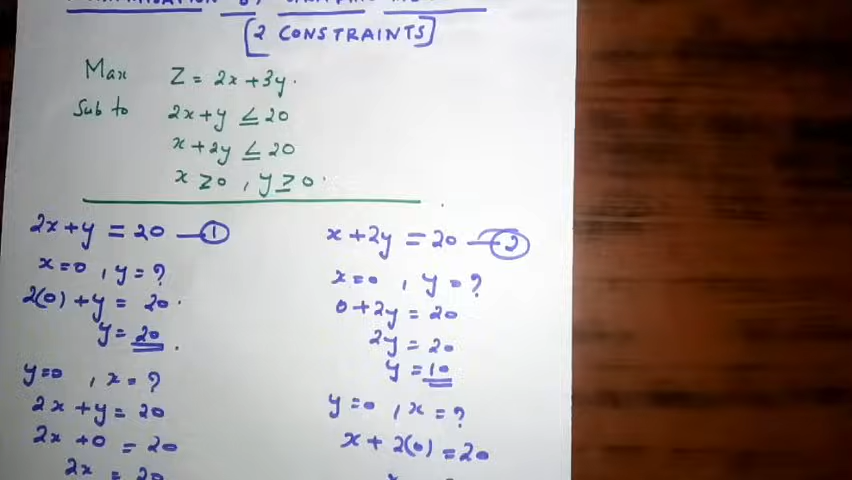 [2 CONSTRAINTS]
Max Z = 2x+3y.
Sub to 2x+y ≤ 20
x+2y ≤ 20
x ≥0 , y ≥ 0.
2x+y = 20 —①
x=0 , y=?
2(0)+y = 20.
y=20.
y=0 , x=?
2x+y=20
2x+0 = 20
2x = 20
x+2y =20 —②
x=0 , y=?
0+2y=20
2y=20
y=10
y=0 , x=?
x+2(0)=20